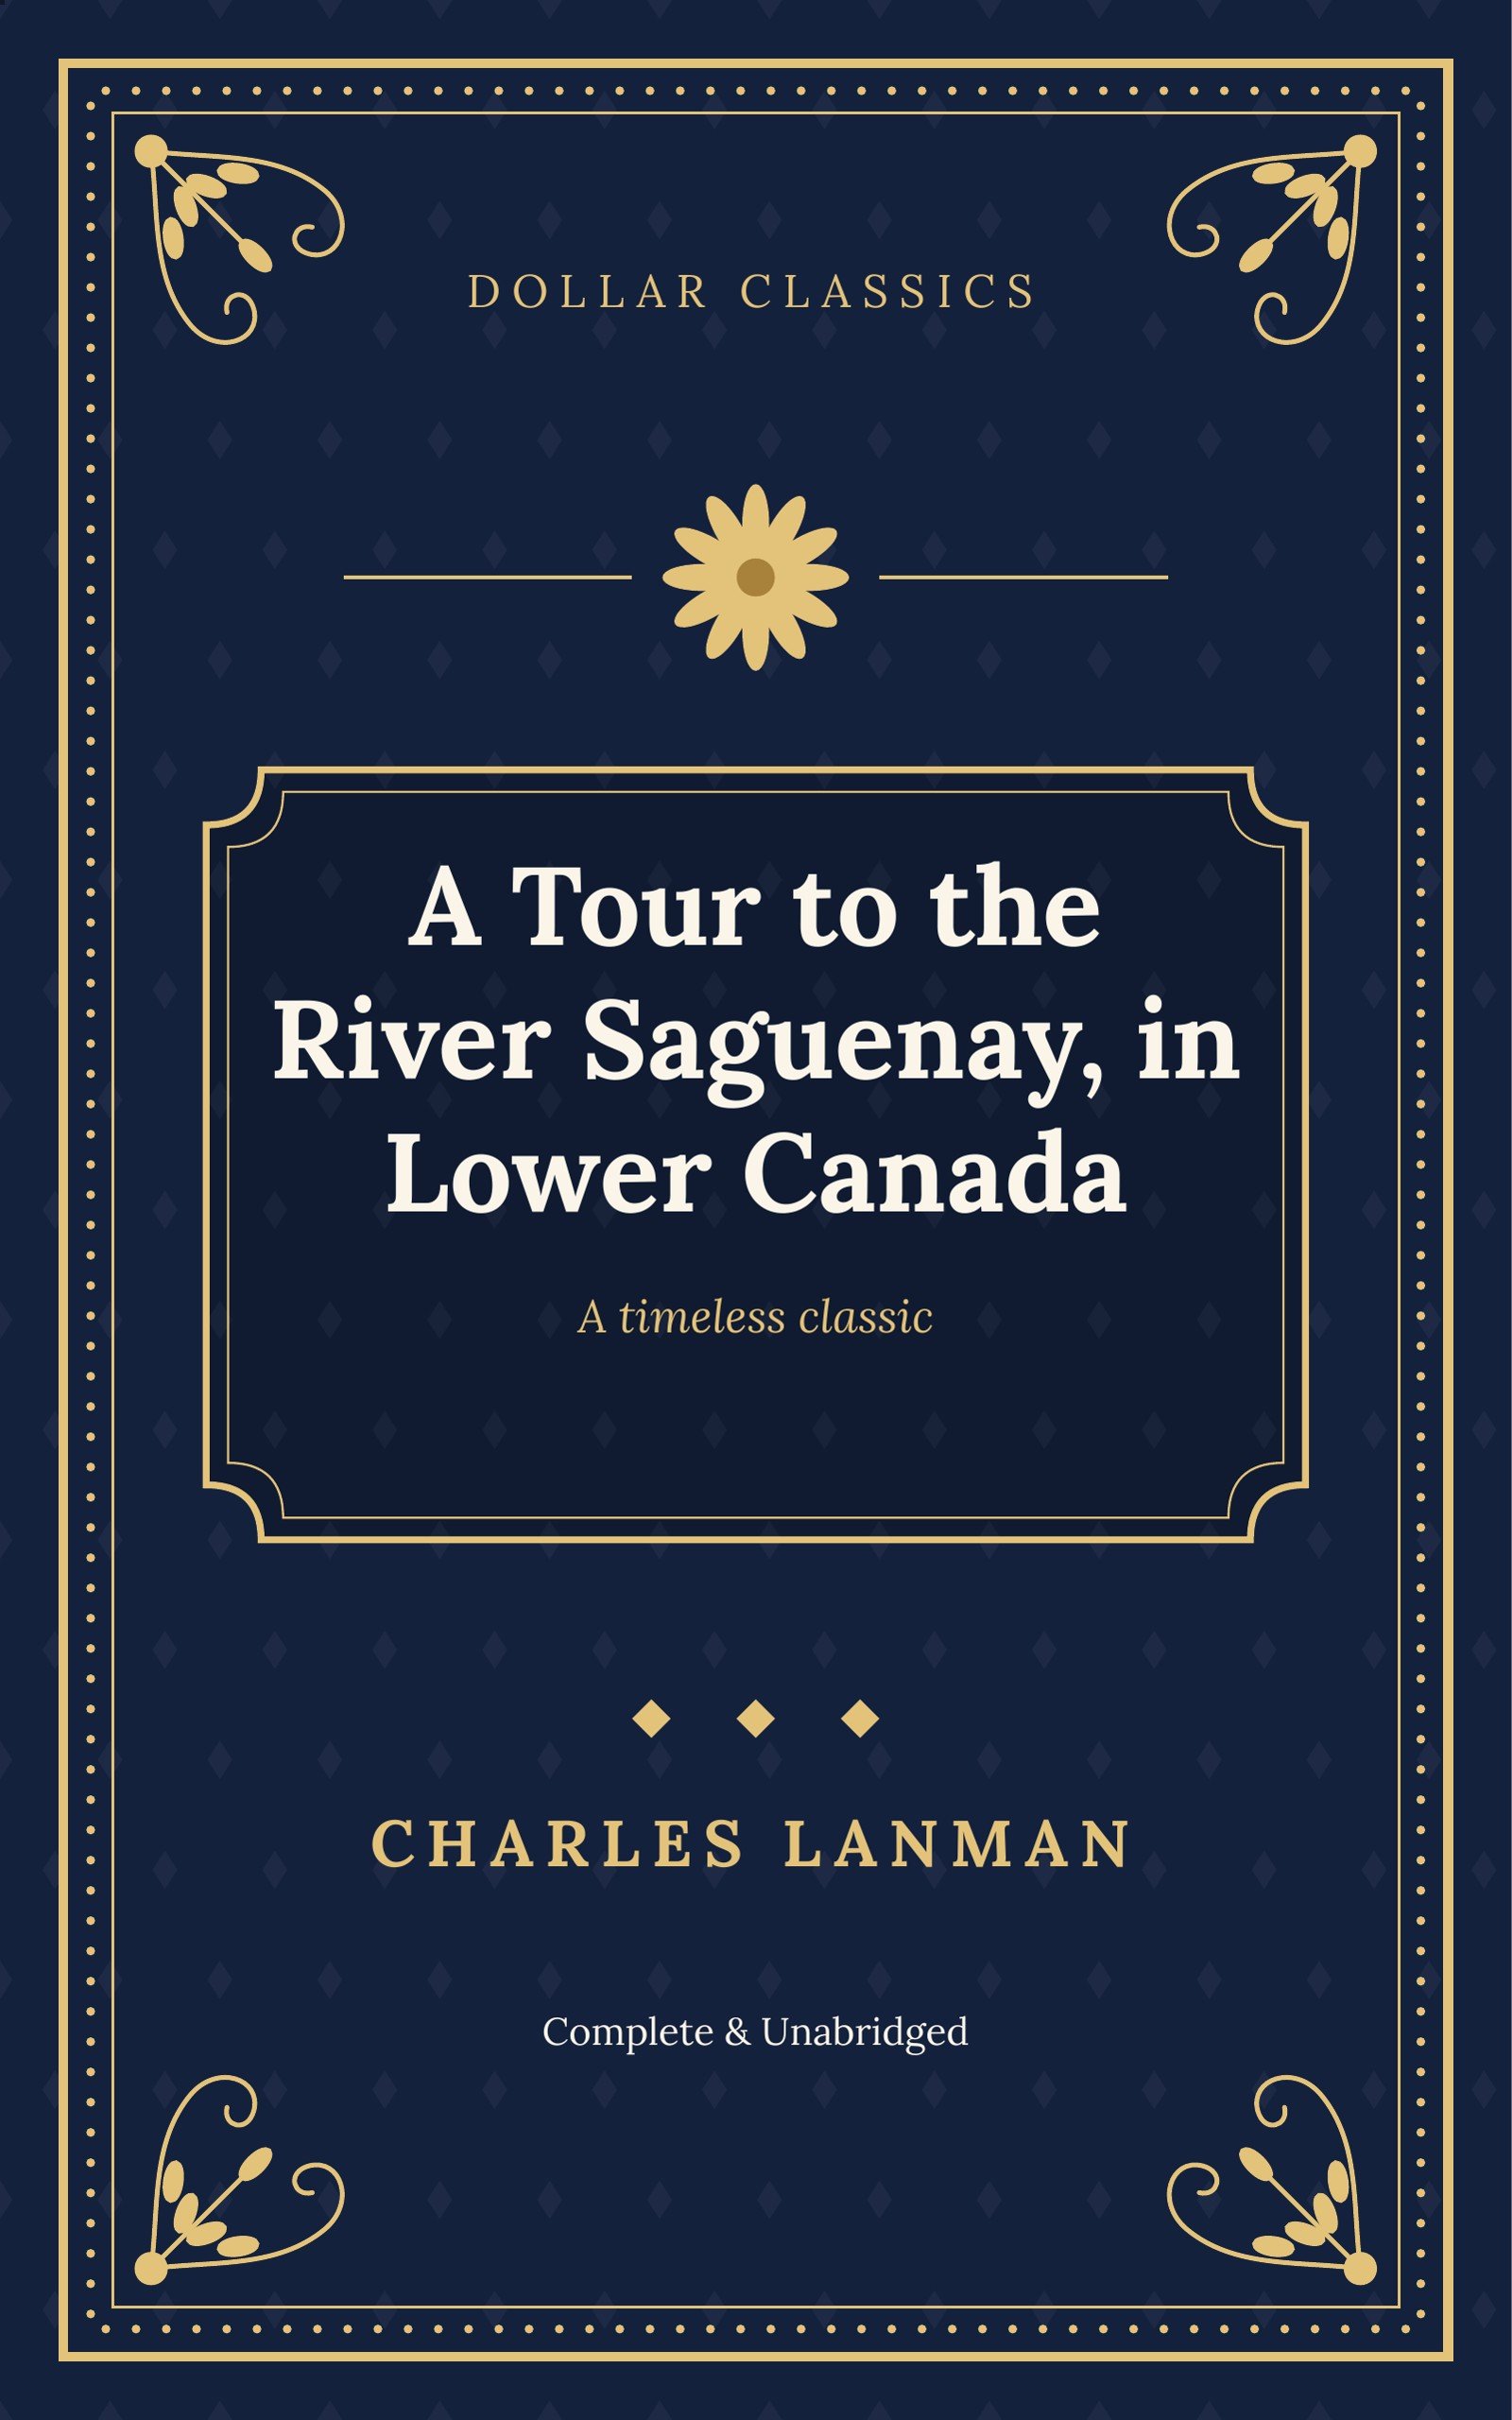 DOLLAR CLASSICS
A Tour to the
River Saguenay, in
Lower Canada
A timeless classic
CHARLES LANMAN
Complete & Unabridged